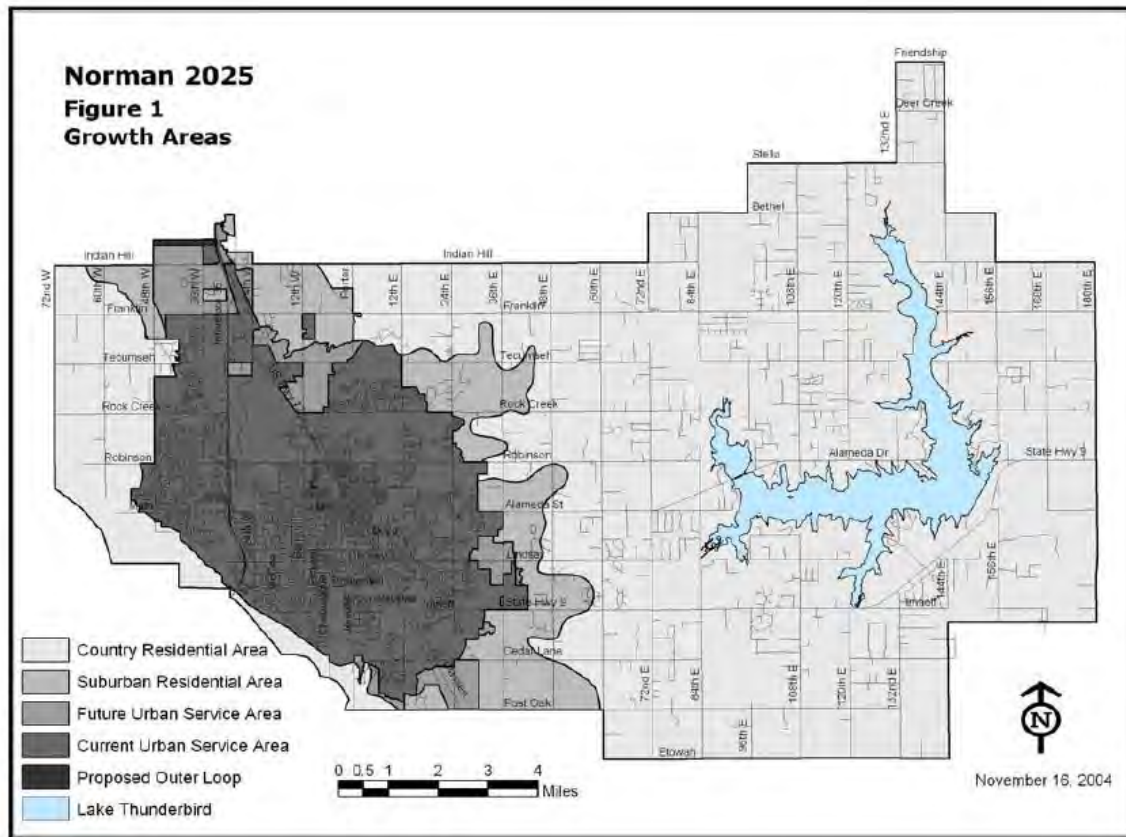 Norman 2025
Figure 1
Growth Areas
Friendship
Deer Creek
132nd E
Stella
Bethel
Indian Hill
Indian Hill
72nd W
60th W
48th W
36th W
12th W
Porter
12th E
24th E
36th E
48th E
60th E
72nd E
84th E
108th E
120th E
144th E
156th E
168th E
180th E
Franklin
Franklin
Tecumseh
Tecumseh
Rock Creek
Rock Creek
Robinson
Robinson
Alameda Dr
State Hwy 9
Main
Alameda St
Lindsey
State Hwy 9
Imhoff
Imhoff
144th E
156th E
Cedar Lane
72nd E
84th E
96th E
108th E
120th E
132nd E
Post Oak
Etowah
Country Residential Area
Suburban Residential Area
Future Urban Service Area
Current Urban Service Area
Proposed Outer Loop
Lake Thunderbird
0 0.5 1 2 3 4
Miles
N
November 16, 2004